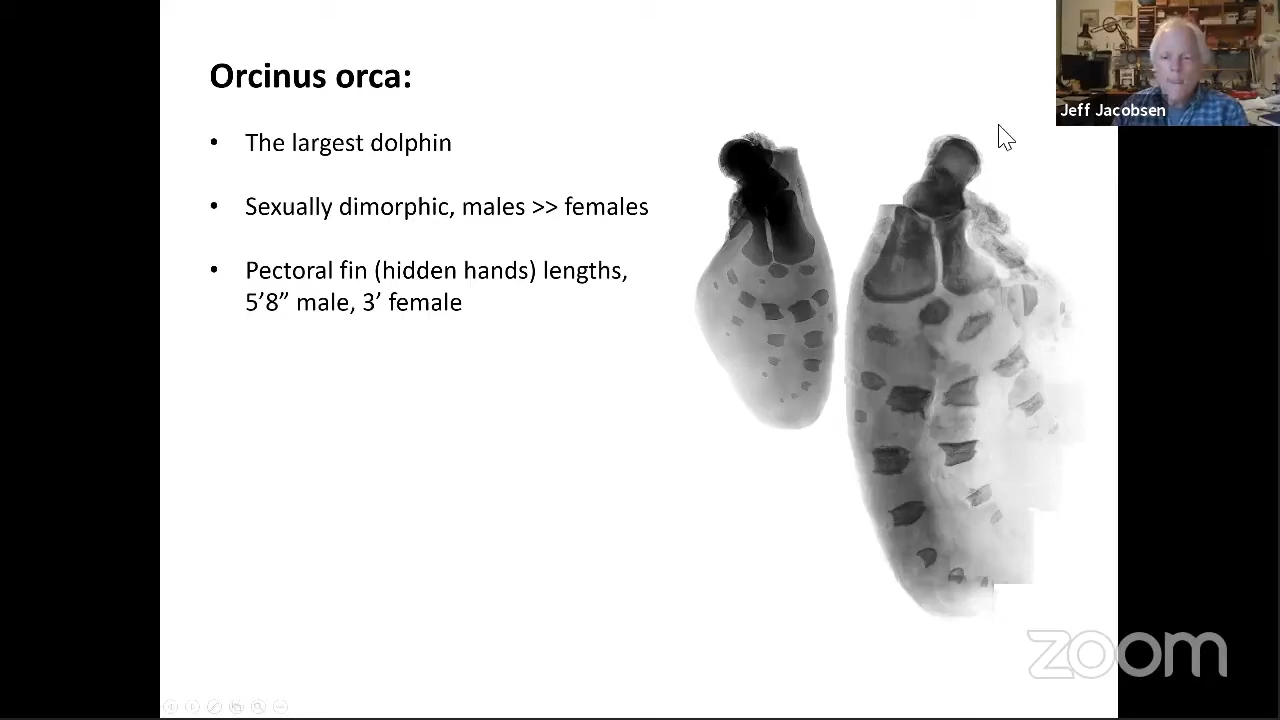 Orcinus orca:
• The largest dolphin
• Sexually dimorphic, males >> females
• Pectoral fin (hidden hands) lengths,
5’8” male, 3’ female
Jeff Jacobsen
zoom